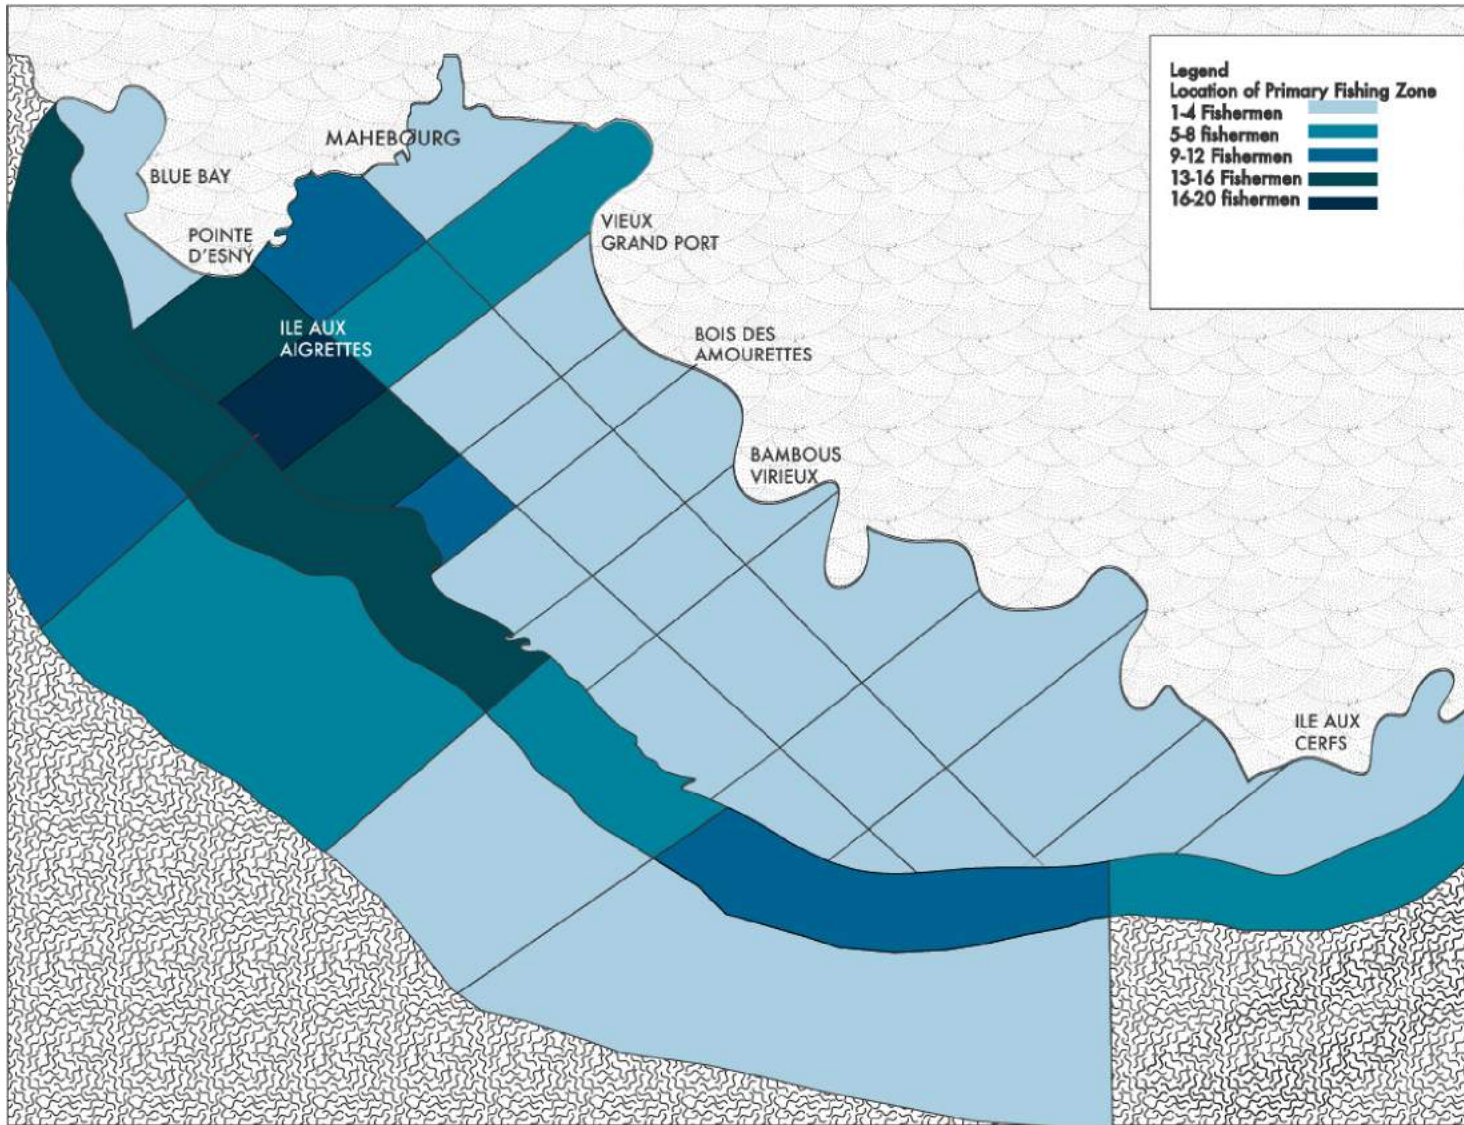 Legend
Location of Primary Fishing Zone
1-4 Fishermen
5-8 fishermen
9-12 Fishermen
13-16 Fishermen
16-20 fishermen
MAHEBOURG
BLUE BAY
POINTE
D'ESNY
VIEUX
GRAND PORT
ILE AUX
AIGRETTES
BOIS DES
AMOURETTES
BAMBOUS
VIRIEUX
ILE AUX
CERFS